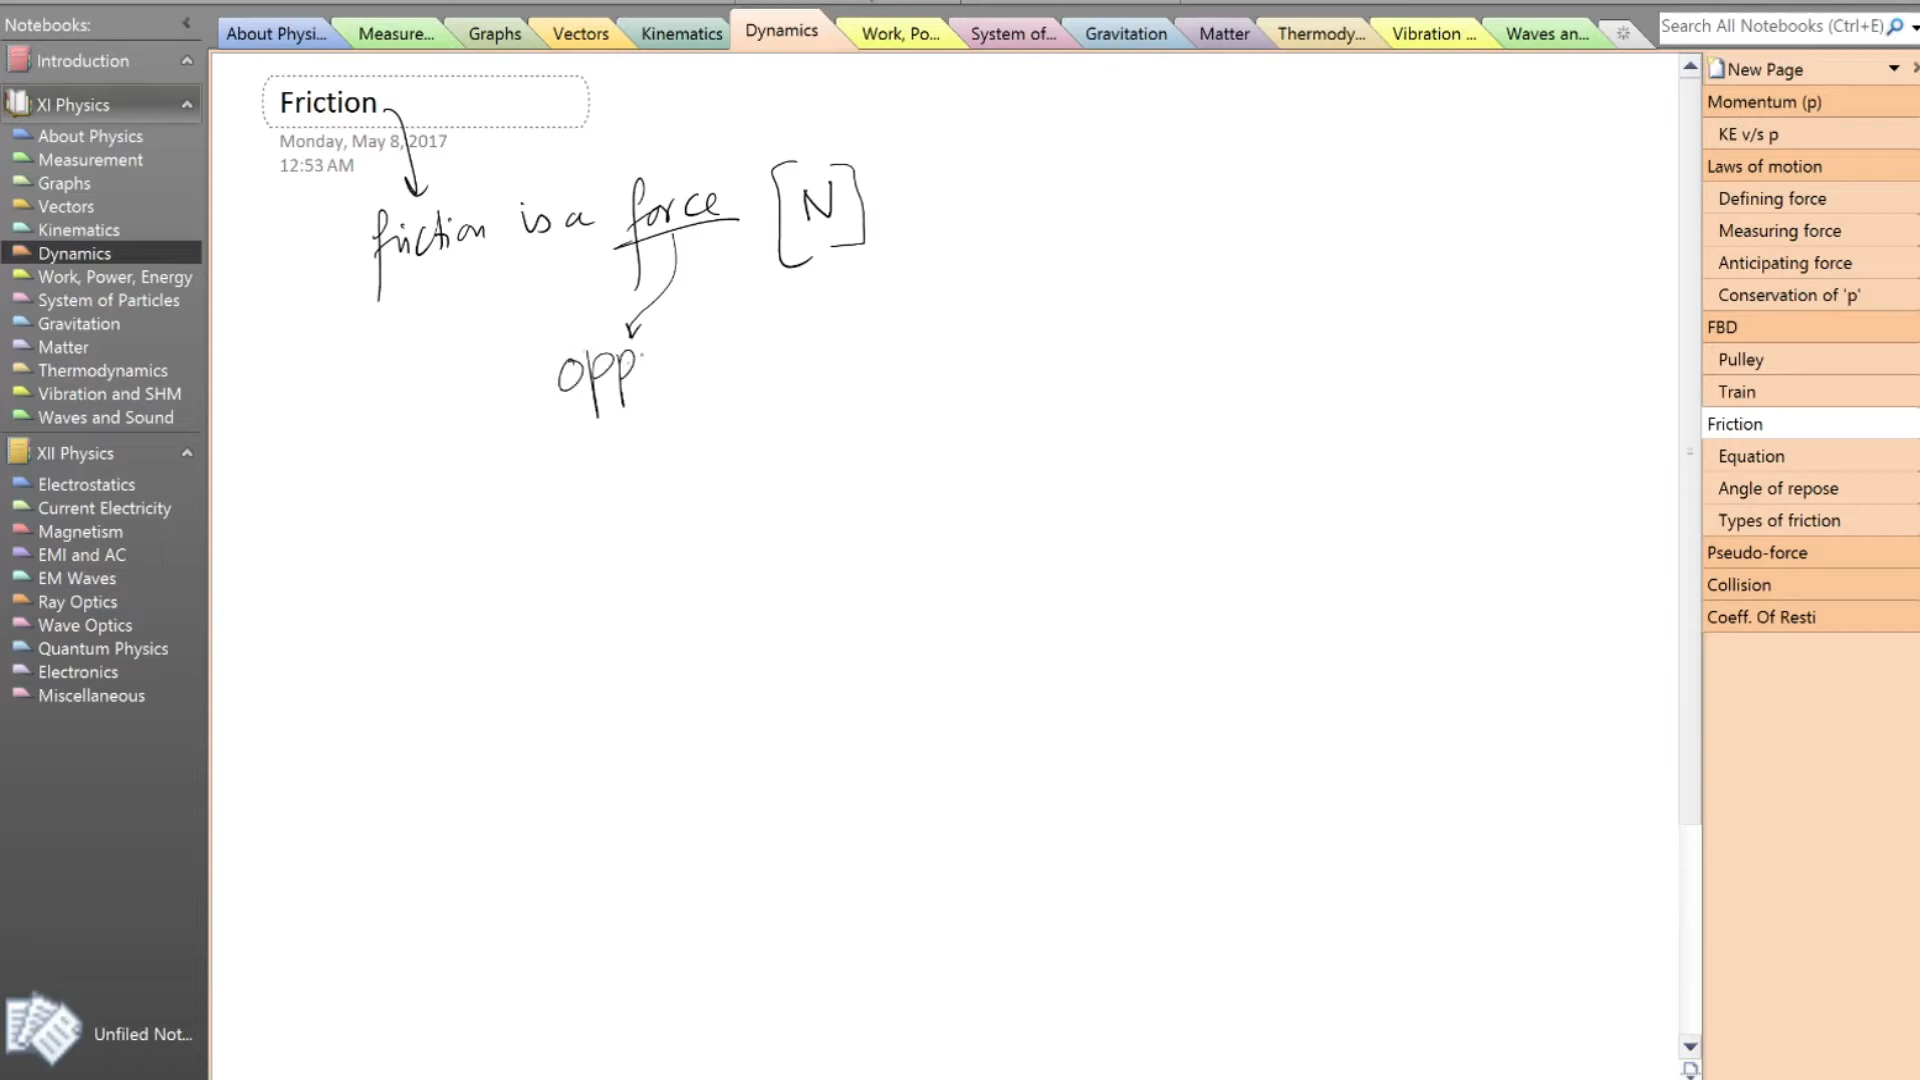 Notebooks:
Introduction
XI Physics
About Physics
Measurement
Graphs
Vectors
Kinematics
Dynamics
Work, Power, Energy
System of Particles
Gravitation
Matter
Thermodynamics
Vibration and SHM
Waves and Sound
XII Physics
Electrostatics
Current Electricity
Magnetism
EMI and AC
EM Waves
Ray Optics
Wave Optics
Quantum Physics
Electronics
Miscellaneous
Unfiled Not...
About Physi... Measure... Graphs Vectors Kinematics Dynamics Work, Po... System of... Gravitation Matter Thermody... Vibration ... Waves an...
Search All Notebooks (Ctrl+E)
Friction
Monday, May 8, 2017
12:53 AM
friction is a force [N]
opp
New Page
Momentum (p)
KE v/s p
Laws of motion
Defining force
Measuring force
Anticipating force
Conservation of 'p'
FBD
Pulley
Train
Friction
Equation
Angle of repose
Types of friction
Pseudo-force
Collision
Coeff. Of Resti